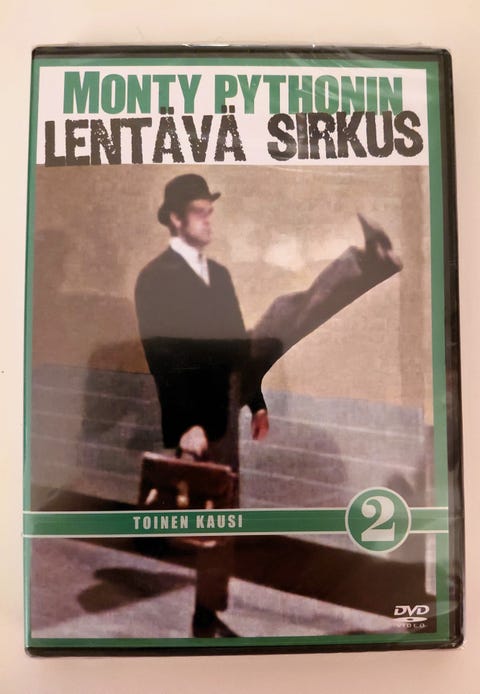 MONTY PYTHONIN
LENTÄVÄ SIRKUS
TOINEN KAUSI
2
DVD
VIDEO